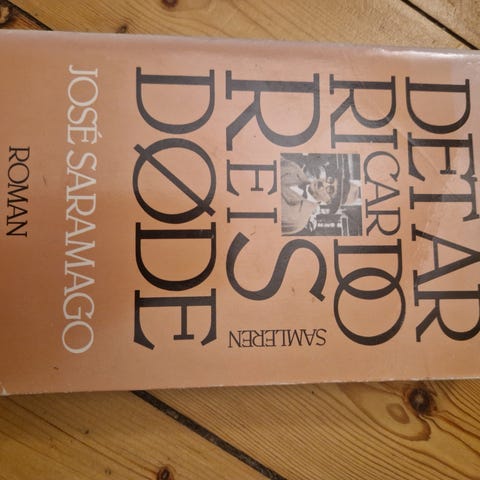 DET ÅR
RICARDO
REIS
DØDE
SAMLEREN
JOSÉ SARAMAGO
ROMAN